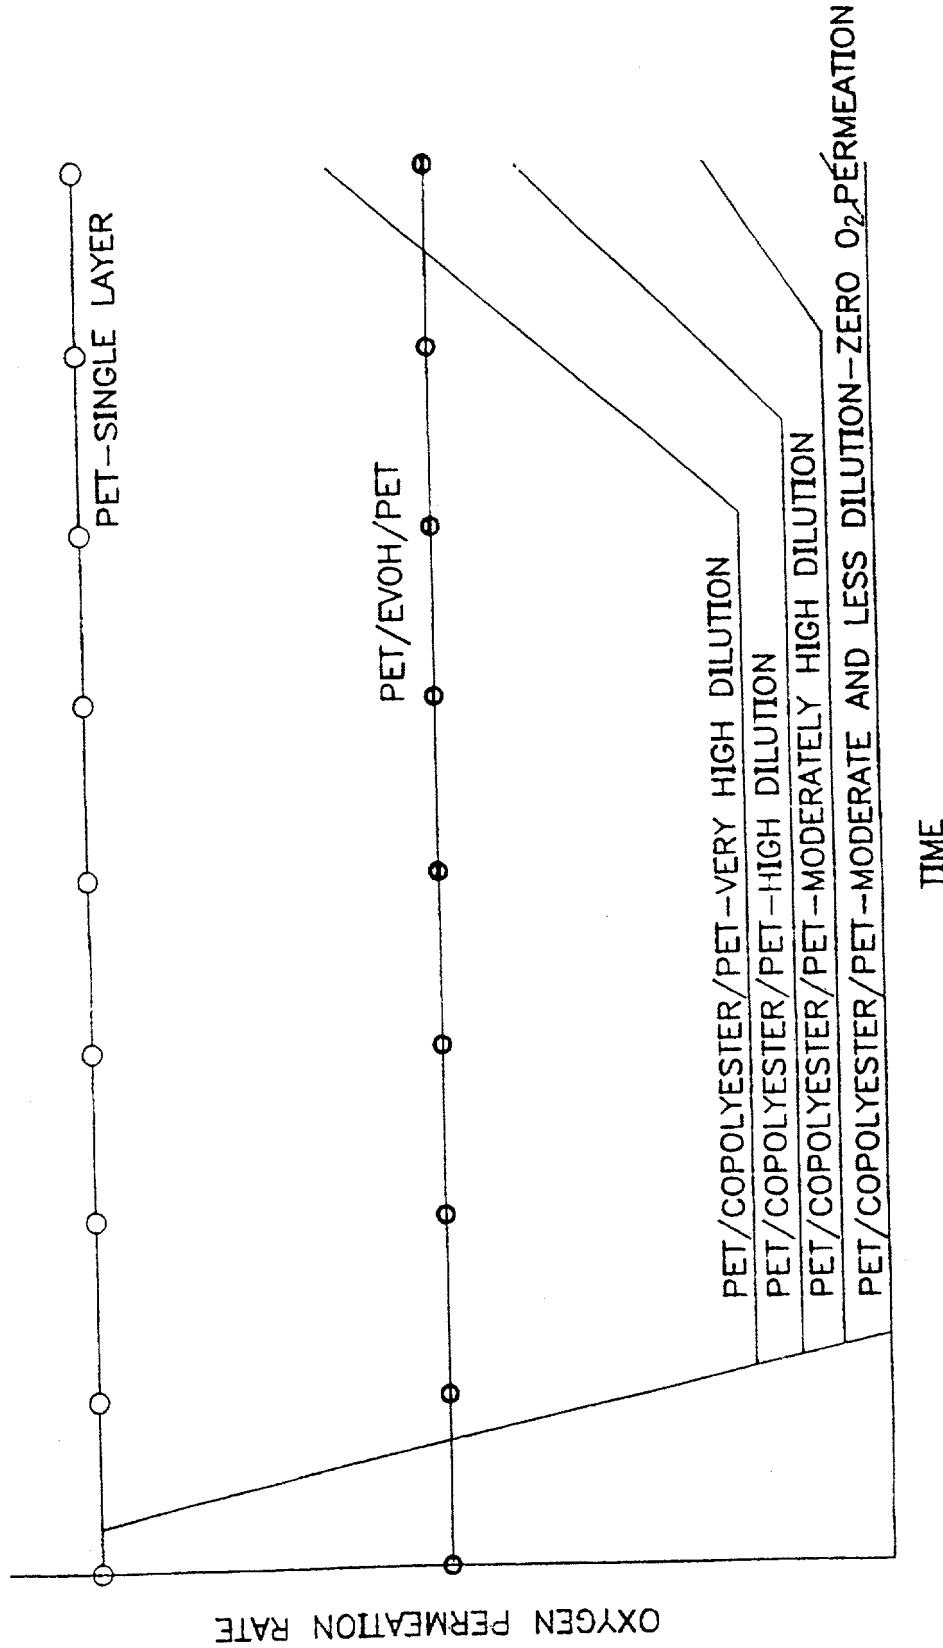 OXYGEN PERMEATION RATE
PET-SINGLE LAYER
PET/EVOH/PET
PET/COPOLYESTER/PET-VERY HIGH DILUTION
PET/COPOLYESTER/PET-HIGH DILUTION
PET/COPOLYESTER/PET-MODERATELY HIGH DILUTION
PET/COPOLYESTER/PET-MODERATE AND LESS DILUTION-ZERO O₂ PERMEATION
TIME